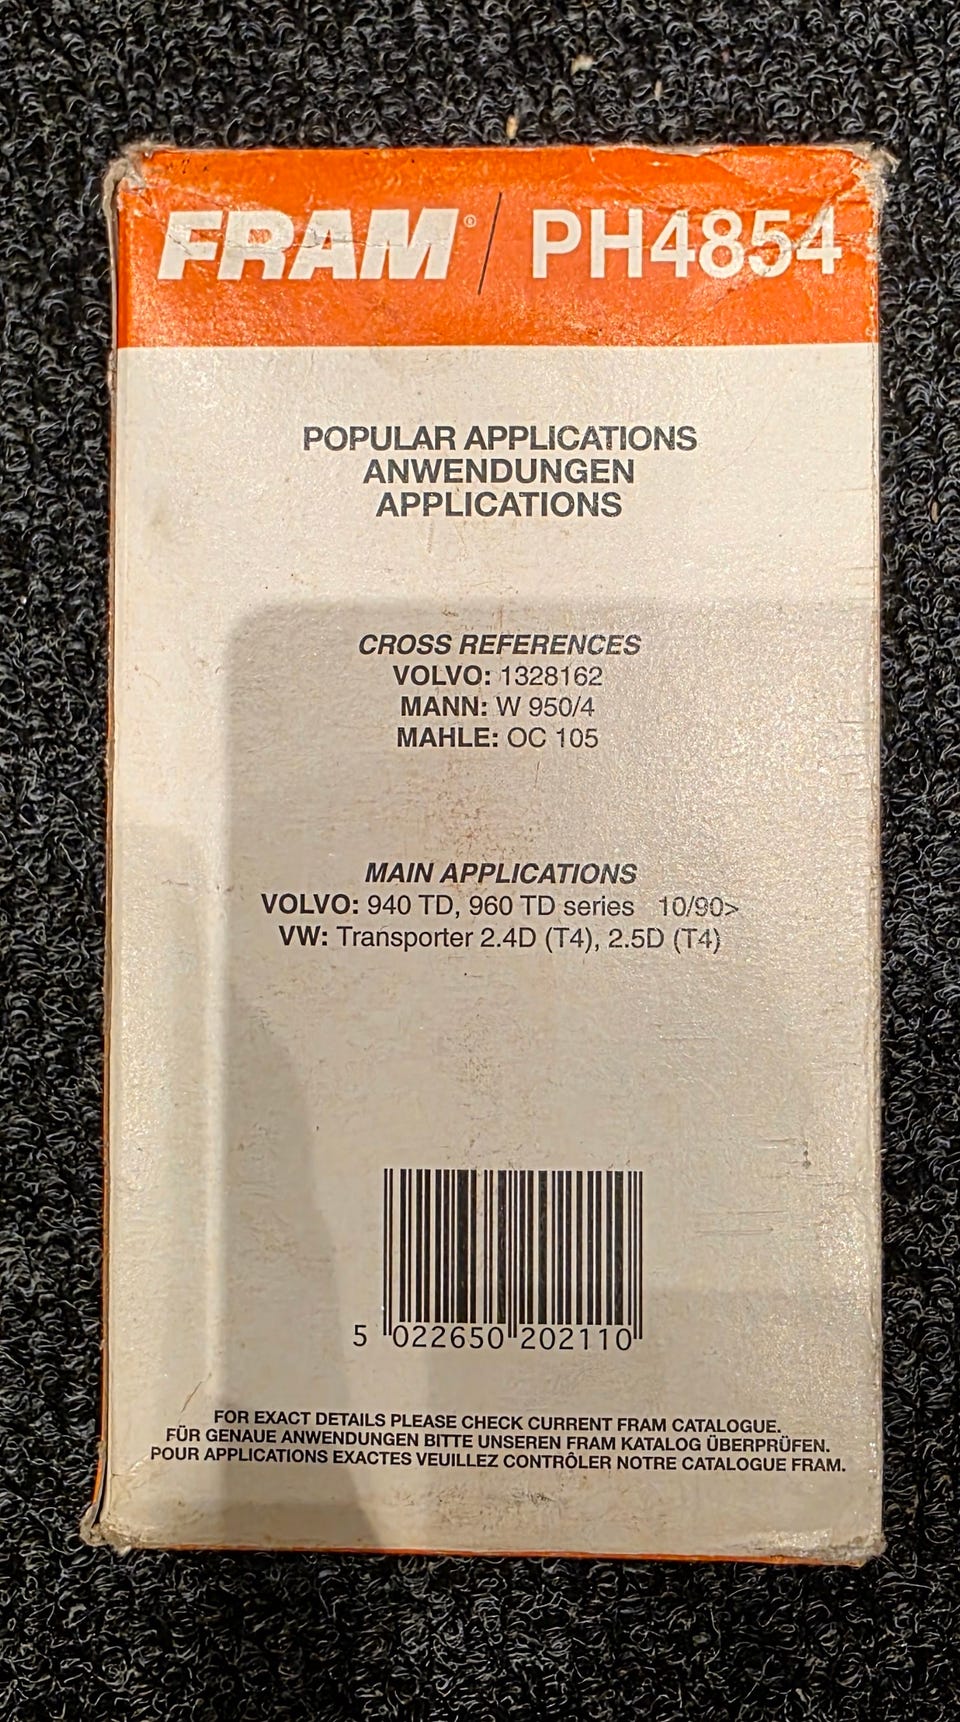 FRAM® / PH4854
POPULAR APPLICATIONS
ANWENDUNGEN
APPLICATIONS
CROSS REFERENCES
VOLVO: 1328162
MANN: W 950/4
MAHLE: OC 105
MAIN APPLICATIONS
VOLVO: 940 TD, 960 TD series 10/90>
VW: Transporter 2.4D (T4), 2.5D (T4)
5 022650 202110
FOR EXACT DETAILS PLEASE CHECK CURRENT FRAM CATALOGUE.
FÜR GENAUE ANWENDUNGEN BITTE UNSEREN FRAM KATALOG ÜBERPRÜFEN.
POUR APPLICATIONS EXACTES VEUILLEZ CONTRÔLER NOTRE CATALOGUE FRAM.